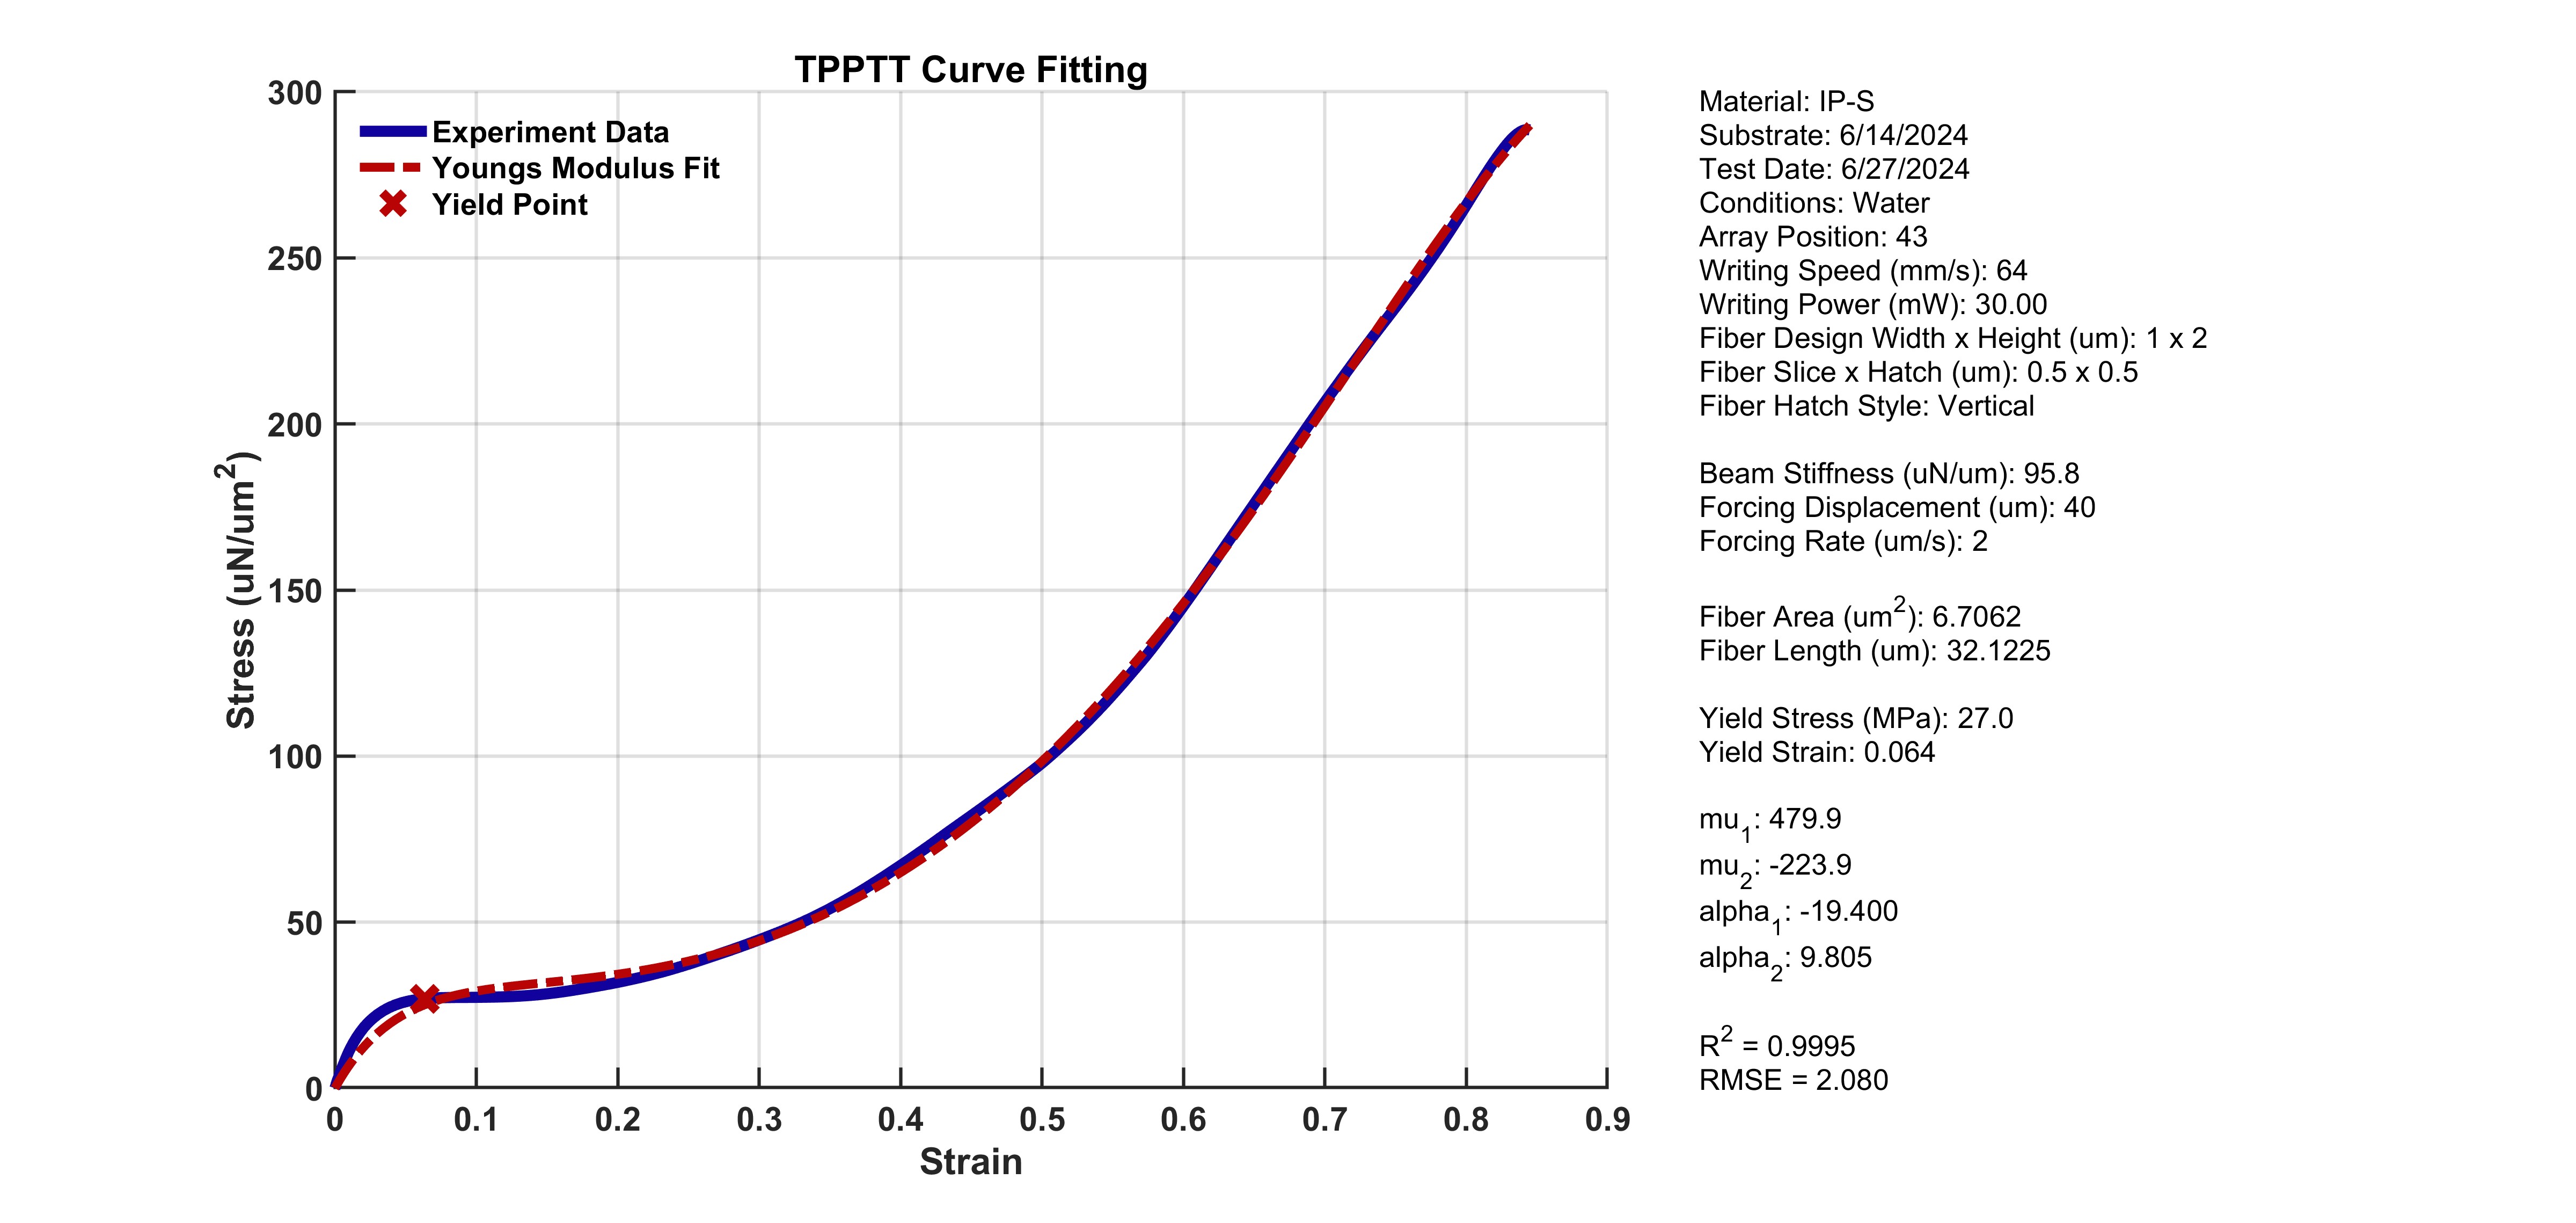 TPPTT Curve Fitting
300
250
200
150
100
50
0
Stress (uN/um²)
Experiment Data
Youngs Modulus Fit
Yield Point
0 0.1 0.2 0.3 0.4 0.5 0.6 0.7 0.8 0.9
Strain
Material: IP-S
Substrate: 6/14/2024
Test Date: 6/27/2024
Conditions: Water
Array Position: 43
Writing Speed (mm/s): 64
Writing Power (mW): 30.00
Fiber Design Width x Height (um): 1 x 2
Fiber Slice x Hatch (um): 0.5 x 0.5
Fiber Hatch Style: Vertical
Beam Stiffness (uN/um): 95.8
Forcing Displacement (um): 40
Forcing Rate (um/s): 2
Fiber Area (um²): 6.7062
Fiber Length (um): 32.1225
Yield Stress (MPa): 27.0
Yield Strain: 0.064
mu₁: 479.9
mu₂: -223.9
alpha₁: -19.400
alpha₂: 9.805
R² = 0.9995
RMSE = 2.080